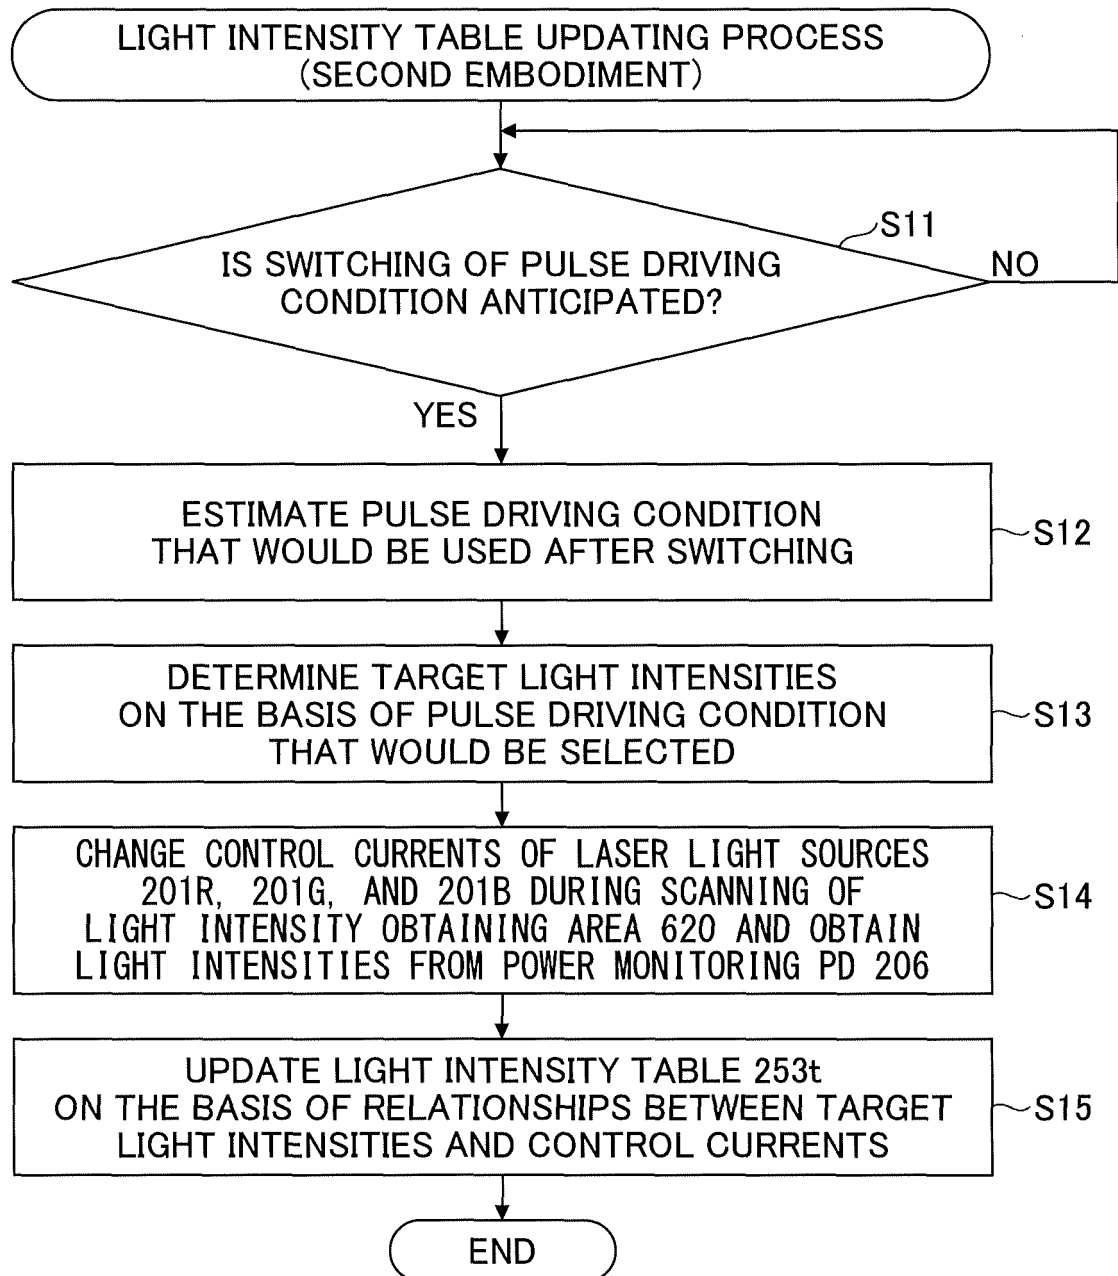 LIGHT INTENSITY TABLE UPDATING PROCESS
(SECOND EMBODIMENT)
S11
IS SWITCHING OF PULSE DRIVING
CONDITION ANTICIPATED?
NO
YES
ESTIMATE PULSE DRIVING CONDITION
THAT WOULD BE USED AFTER SWITCHING
S12
DETERMINE TARGET LIGHT INTENSITIES
ON THE BASIS OF PULSE DRIVING CONDITION
THAT WOULD BE SELECTED
S13
CHANGE CONTROL CURRENTS OF LASER LIGHT SOURCES
201R, 201G, AND 201B DURING SCANNING OF
LIGHT INTENSITY OBTAINING AREA 620 AND OBTAIN
LIGHT INTENSITIES FROM POWER MONITORING PD 206
S14
UPDATE LIGHT INTENSITY TABLE 253t
ON THE BASIS OF RELATIONSHIPS BETWEEN TARGET
LIGHT INTENSITIES AND CONTROL CURRENTS
S15
END